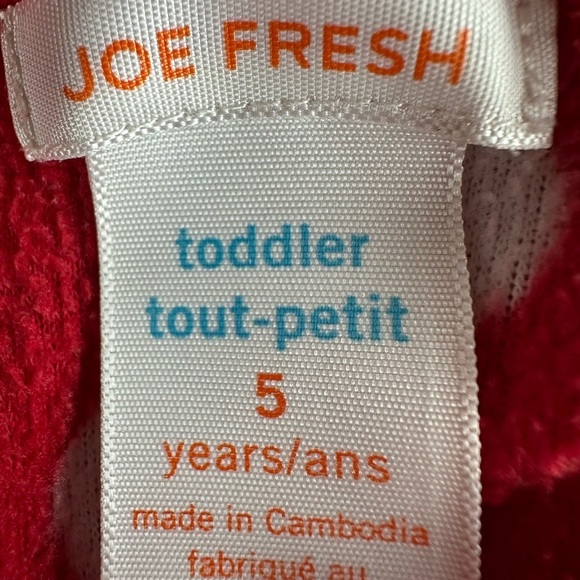 JOE FRESH
toddler
tout-petit
5
years/ans
made in Cambodia
fabriqué au